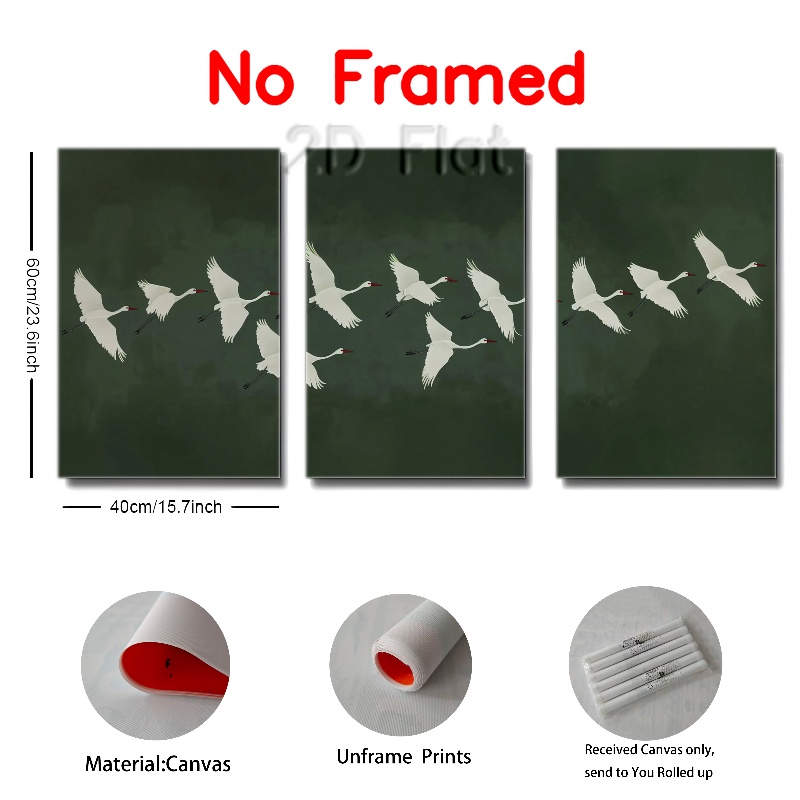 No Framed
2D Flat
60cm/23.6inch
40cm/15.7inch
Material:Canvas
Unframe Prints
Received Canvas only,
send to You Rolled up